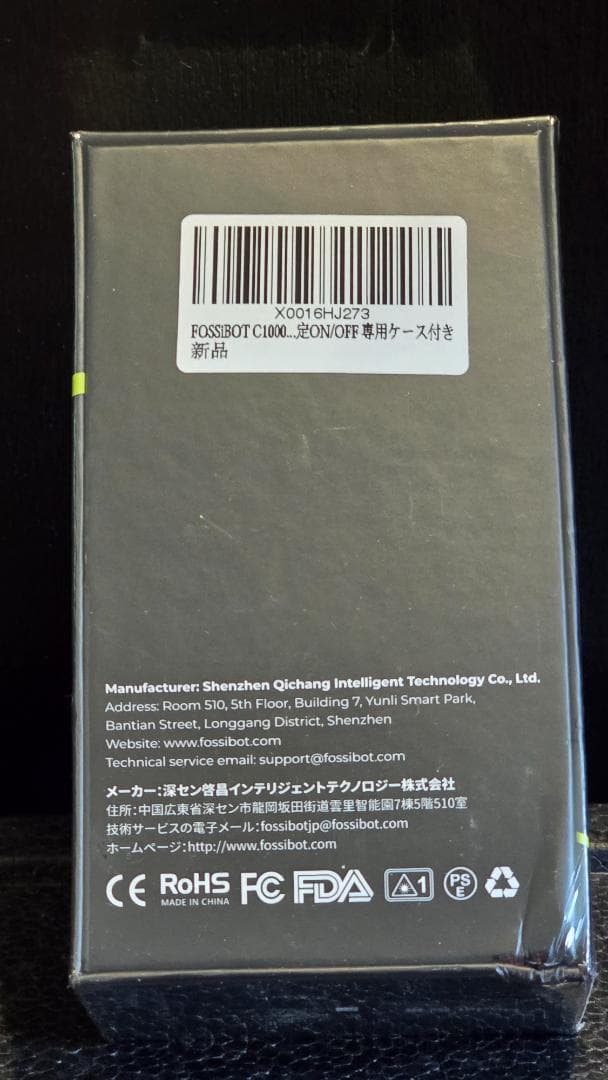 X0016HJ273
FOSSiBOT C1000...定ON/OFF 専用ケース付き
新品
Manufacturer: Shenzhen Qichang Intelligent Technology Co., Ltd.
Address: Room 510, 5th Floor, Building 7, Yunli Smart Park,
Bantian Street, Longgang District, Shenzhen
Website: www.fossibot.com
Technical service email: support@fossibot.com
メーカー：深セン啓昌インテリジェントテクノロジー株式会社
住所：中国広東省深セン市龍岡坂田街道雲里智能園7棟5階510室
技術サービスの電子メール：fossibotjp@fossibot.com
ホームページ：http://www.fossibot.com
CE RoHS FC FDA 1 PS E
MADE IN CHINA